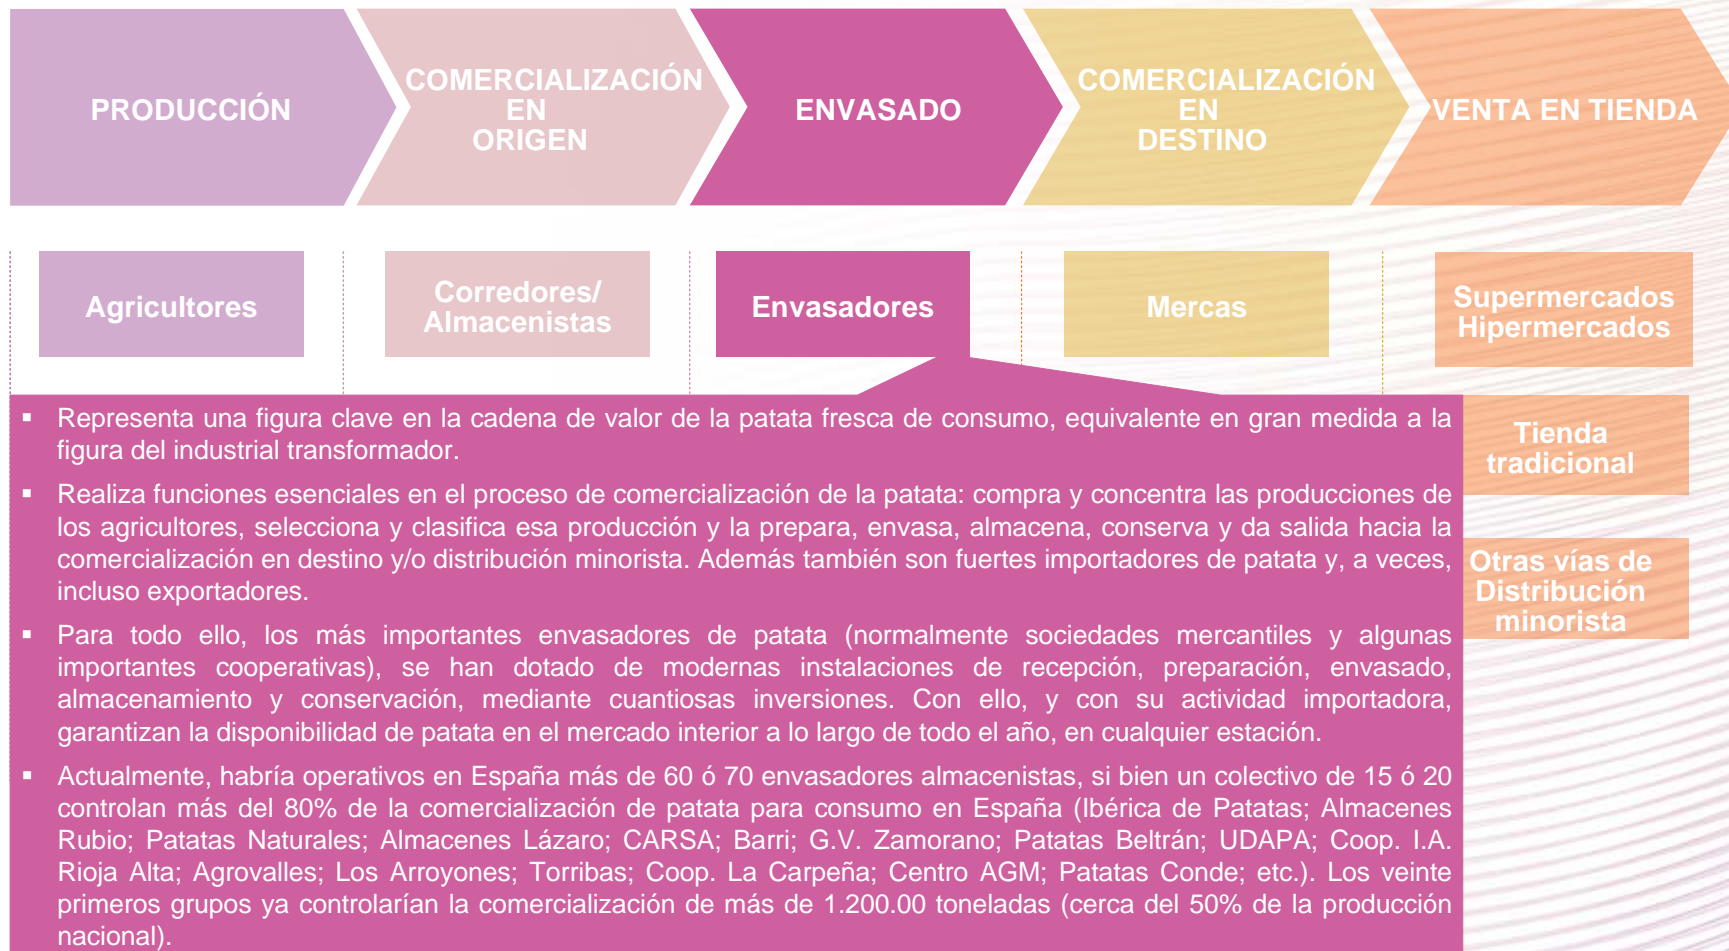 PRODUCCIÓN
COMERCIALIZACIÓN
EN
ORIGEN
ENVASADO
COMERCIALIZACIÓN
EN
DESTINO
VENTA EN TIENDA
Agricultores
Corredores/
Almacenistas
Envasadores
Mercas
Supermercados
Hipermercados
Tienda
tradicional
Otras vías de
Distribución
minorista
▪ Representa una figura clave en la cadena de valor de la patata fresca de consumo, equivalente en gran medida a la
figura del industrial transformador.
▪ Realiza funciones esenciales en el proceso de comercialización de la patata: compra y concentra las producciones de
los agricultores, selecciona y clasifica esa producción y la prepara, envasa, almacena, conserva y da salida hacia la
comercialización en destino y/o distribución minorista. Además también son fuertes importadores de patata y, a veces,
incluso exportadores.
▪ Para todo ello, los más importantes envasadores de patata (normalmente sociedades mercantiles y algunas
importantes cooperativas), se han dotado de modernas instalaciones de recepción, preparación, envasado,
almacenamiento y conservación, mediante cuantiosas inversiones. Con ello, y con su actividad importadora,
garantizan la disponibilidad de patata en el mercado interior a lo largo de todo el año, en cualquier estación.
▪ Actualmente, habría operativos en España más de 60 ó 70 envasadores almacenistas, si bien un colectivo de 15 ó 20
controlan más del 80% de la comercialización de patata para consumo en España (Ibérica de Patatas; Almacenes
Rubio; Patatas Naturales; Almacenes Lázaro; CARSA; Barri; G.V. Zamorano; Patatas Beltrán; UDAPA; Coop. I.A.
Rioja Alta; Agrovalles; Los Arroyones; Torribas; Coop. La Carpeña; Centro AGM; Patatas Conde; etc.). Los veinte
primeros grupos ya controlarían la comercialización de más de 1.200.00 toneladas (cerca del 50% de la producción
nacional).